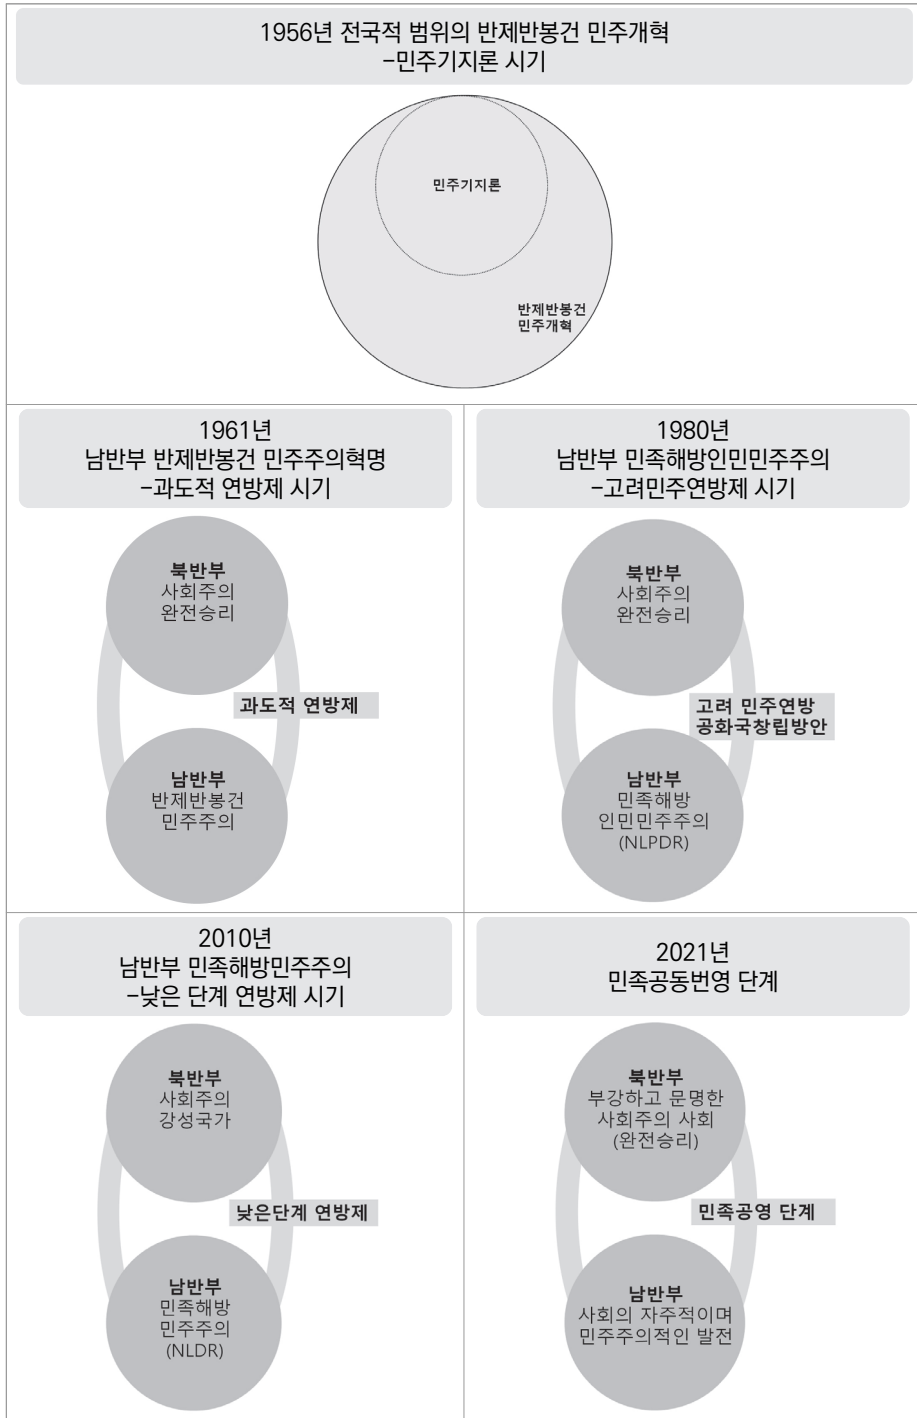 1956년 전국적 범위의 반제반봉건 민주개혁
-민주기지론 시기
민주기지론
반제반봉건
민주개혁
1961년
남반부 반제반봉건 민주주의혁명
-과도적 연방제 시기
북반부
사회주의
완전승리
과도적 연방제
남반부
반제반봉건
민주주의
1980년
남반부 민족해방인민민주주의
-고려민주연방제 시기
북반부
사회주의
완전승리
고려 민주연방
공화국창립방안
남반부
민족해방
인민민주주의
(NLPDR)
2010년
남반부 민족해방민주주의
-낮은 단계 연방제 시기
북반부
사회주의
강성국가
낮은단계 연방제
남반부
민족해방
민주주의
(NLDR)
2021년
민족공동번영 단계
북반부
부강하고 문명한
사회주의 사회
(완전승리)
민족공영 단계
남반부
사회의 자주적이며
민주주의적인 발전